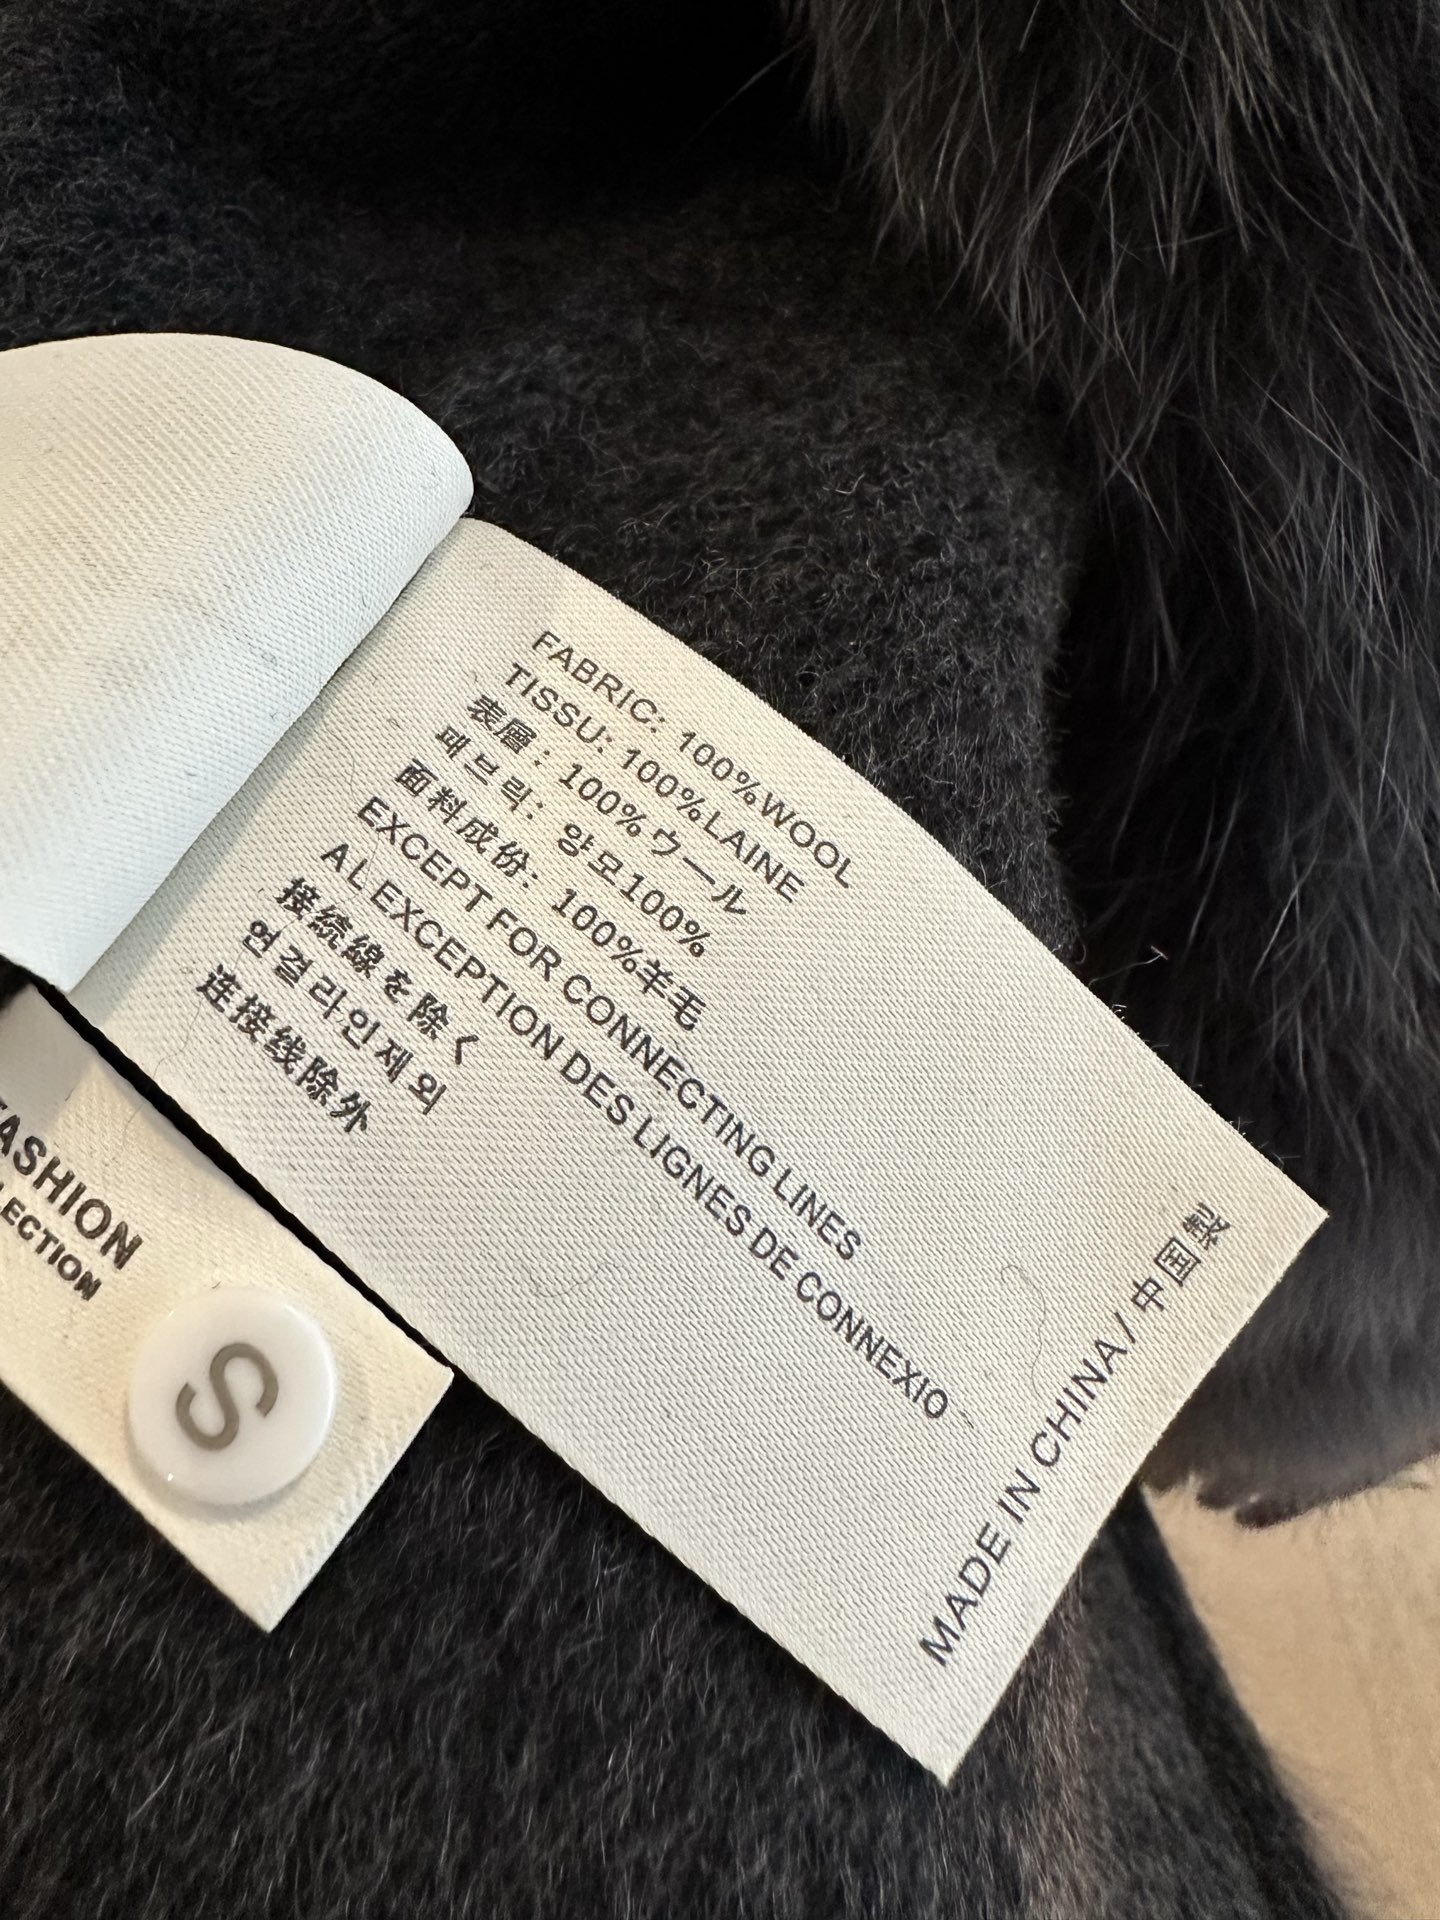 FABRIC: 100%WOOL
TISSU: 100%LAINE
表層：100%ウール
패브릭: 양모100%
面料成份: 100%羊毛
EXCEPT FOR CONNECTING LINES
AL EXCEPTION DES LIGNES DE CONNEXIO
接続線を除く
연결라인제외
连接线除外
MADE IN CHINA / 中国製
FASHION
LECTION
S